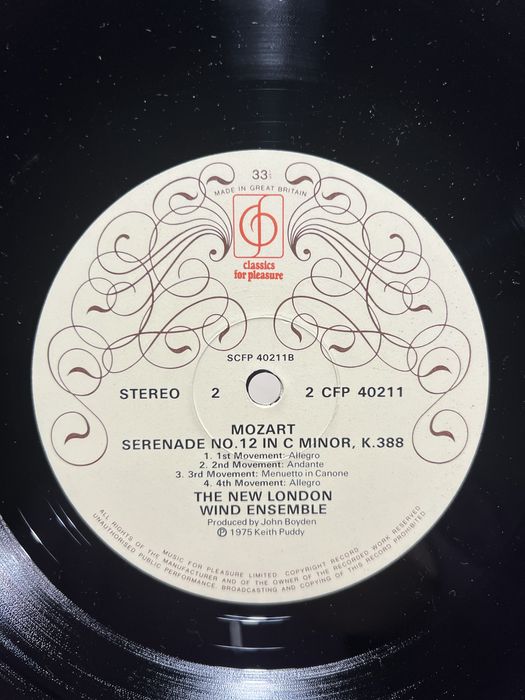 33⅓
MADE IN GREAT BRITAIN
classics
for pleasure
SCFP 40211B
STEREO 2 2 CFP 40211
MOZART
SERENADE NO.12 IN C MINOR, K.388
1. 1st Movement: Allegro
2. 2nd Movement: Andante
3. 3rd Movement: Menuetto in Canone
4. 4th Movement: Allegro
THE NEW LONDON
WIND ENSEMBLE
Produced by John Boyden
Ⓟ 1975 Keith Puddy
MUSIC FOR PLEASURE LIMITED. COPYRIGHT RECORD
ALL RIGHTS OF THE MANUFACTURER AND OF THE OWNER OF THE RECORDED WORK RESERVED
UNAUTHORISED PUBLIC PERFORMANCE, BROADCASTING AND COPYING OF THIS RECORD PROHIBITED